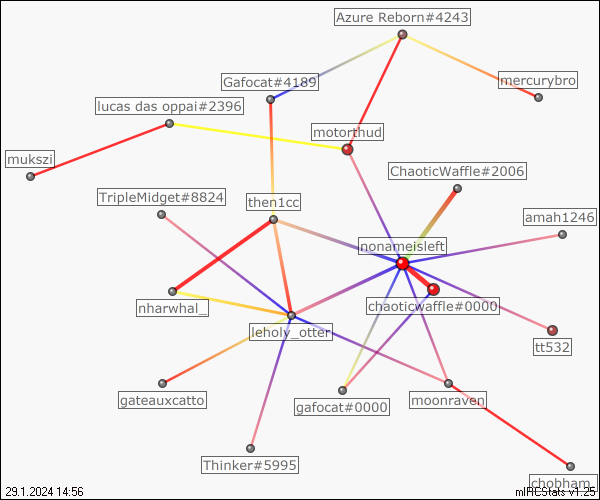 Azure Reborn#4243
mercurybro
Gafocat#4189
lucas das oppai#2396
motorthud
mukszi
ChaoticWaffle#2006
TripleMidget#8824
then1cc
amah1246
nonameisleft
nharwhal_
chaoticwaffle#0000
leholy_otter
tt532
gateauxcatto
gafocat#0000
moonraven
Thinker#5995
chobham_
29.1.2024 14:56
mIRCStats v1.25